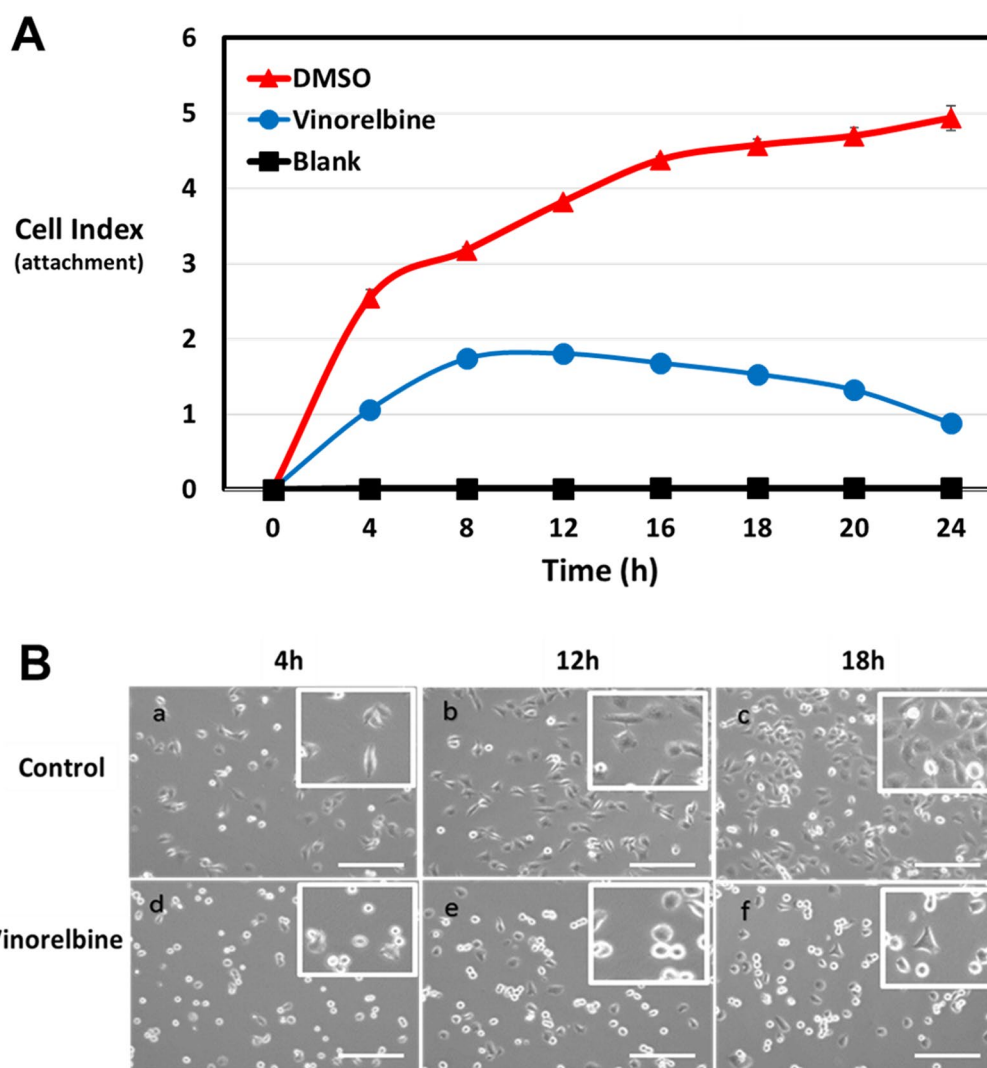 A
6
DMSO
5
Vinorelbine
Blank
4
Cell Index
(attachment)
3
2
1
0
0 4 8 12 16 18 20 24
Time (h)
B
4h 12h 18h
a b c
Control
d e f
inorelbine